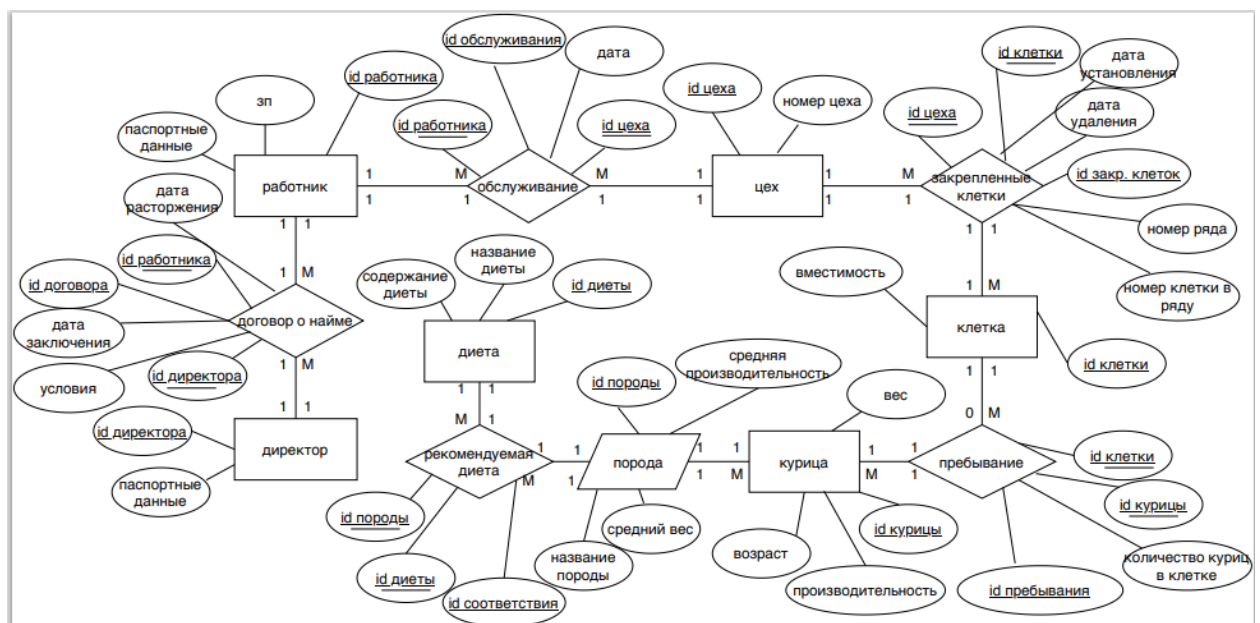 id обслуживания
дата
id работника
зп
id работника
id цеха
паспортные
данные
работник
1
М
1
1
обслуживание
М
1
1
1
id цеха
номер цеха
цех
1
М
1
1
id клетки
дата
установления
дата
удаления
id цеха
закрепленные
клетки
id закр. клеток
номер ряда
номер клетки в
ряду
1
1
1
М
дата
расторжения
id работника
id договора
дата
заключения
условия
id директора
1
1
1
М
договор о найме
1
М
1
1
директор
id директора
паспортные
данные
содержание
диеты
название
диеты
id диеты
диета
1
1
М
1
рекомендуемая
диета
id породы
id диеты
id соответствия
1
1
М
1
id породы
средняя
производительность
порода
название
породы
средний вес
1
1
1
М
вес
курица
возраст
производительность
id курицы
1
1
М
1
вместимость
клетка
id клетки
1
1
0
М
пребывание
id клетки
id курицы
количество куриц
в клетке
id пребывания